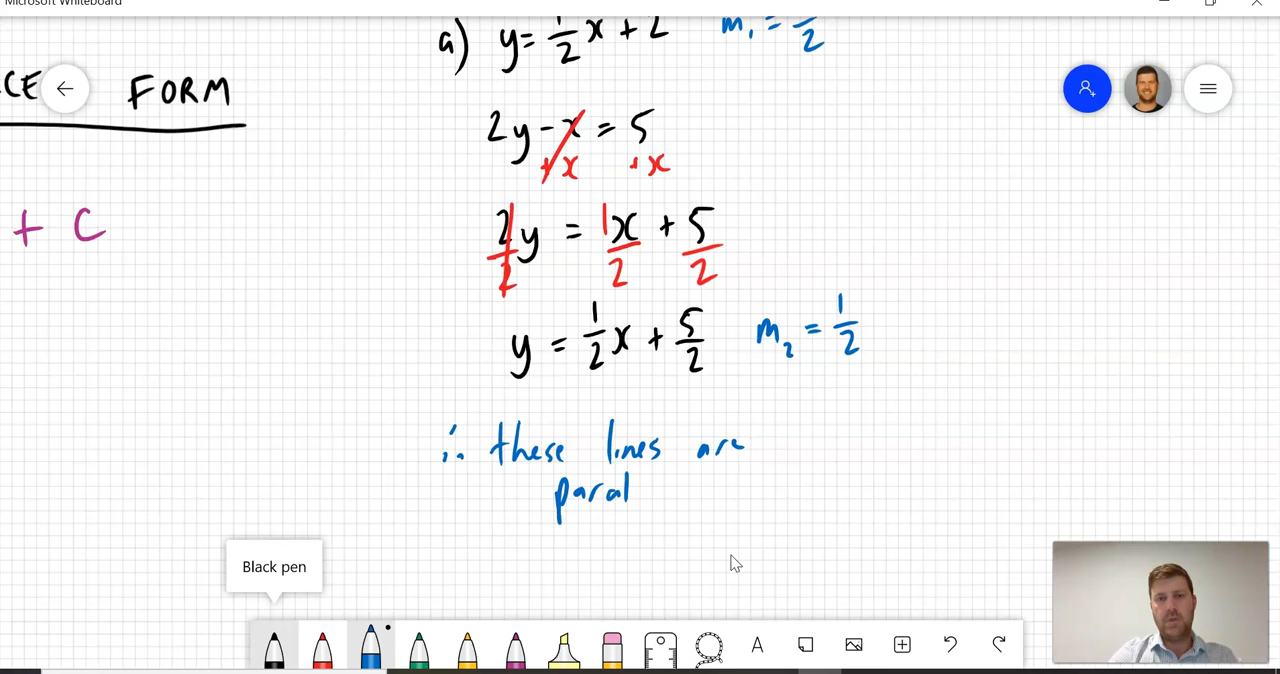 Microsoft Whiteboard
a) y = 1/2 x + 2 m₁ = 1/2
CE FORM
2y - x = 5
+x +x
+ C
2y/2 = 1x/2 + 5/2
y = 1/2 x + 5/2 m₂ = 1/2
∴ these lines are
paral
Black pen
A